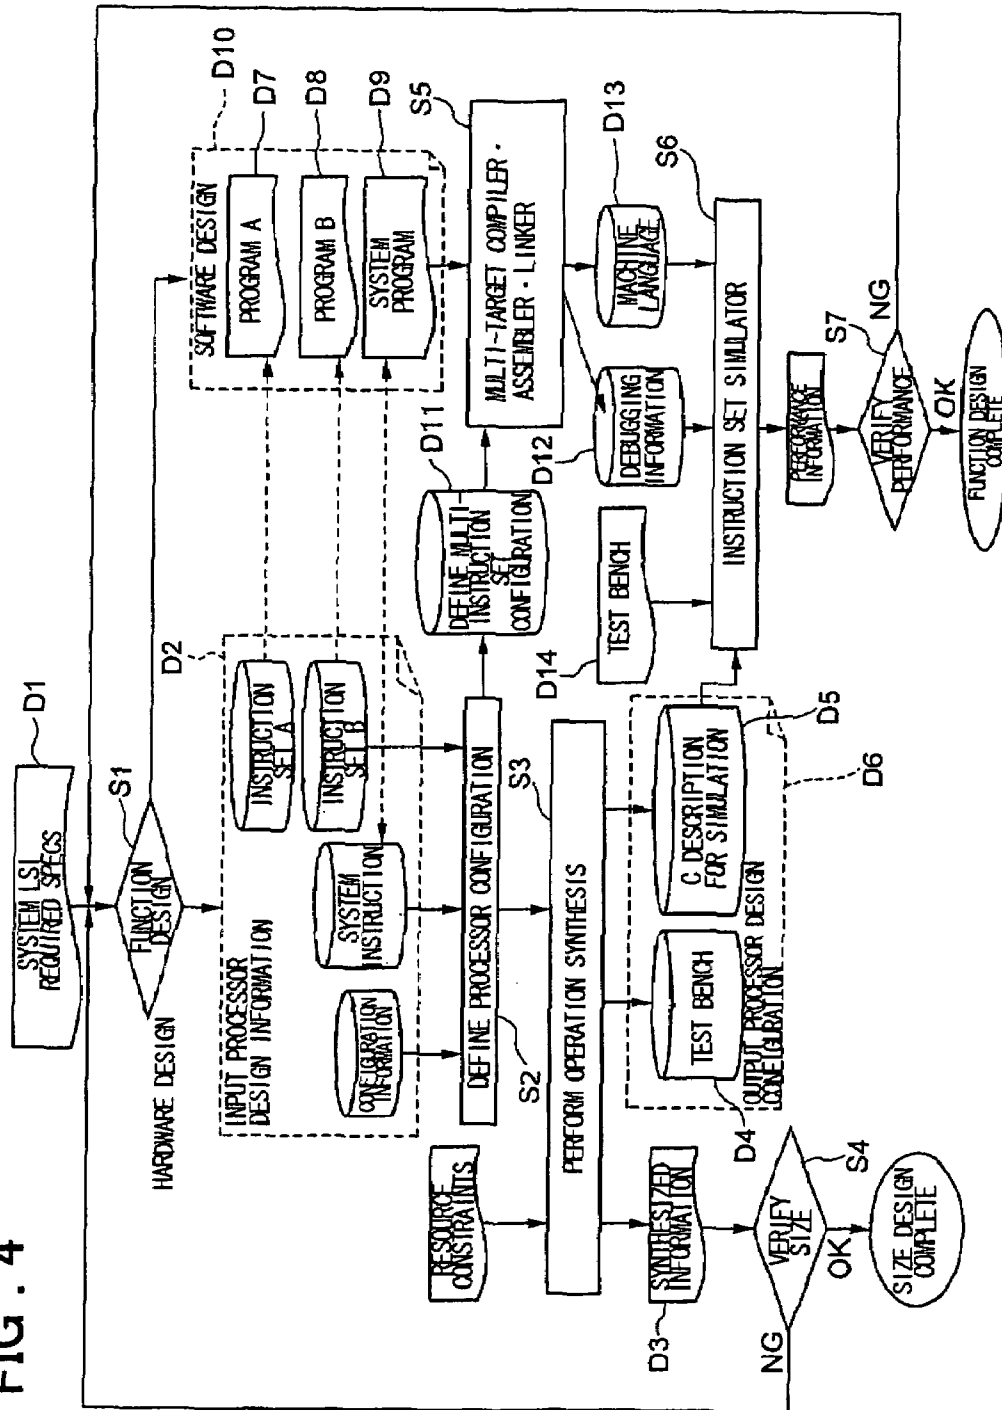 FIG. 4
SYSTEM LSI
REQUIRED SPECS
D1
FUNCTION
DESIGN
S1
HARDWARE DESIGN
INPUT PROCESSOR
DESIGN INFORMATION
D2
CONFIGURATION
INFORMATION
SYSTEM
INSTRUCTION
INSTRUCTION
SET A
INSTRUCTION
SET B
SOFTWARE DESIGN
D10
PROGRAM A
D7
PROGRAM B
D8
SYSTEM
PROGRAM
D9
DEFINE PROCESSOR CONFIGURATION
S2
DEFINE MULTI-
INSTRUCTION
SET
CONFIGURATION
D11
MULTI-TARGET COMPILER ·
ASSEMBLER · LINKER
S5
RESOURCE
CONSTRAINTS
PERFORM OPERATION SYNTHESIS
S3
DEBUGGING
INFORMATION
D12
MACHINE
LANGUAGE
D13
TEST BENCH
D14
SYNTHESIZED
INFORMATION
D3
TEST BENCH
D4
C DESCRIPTION
FOR SIMULATION
D5
OUTPUT PROCESSOR DESIGN
CONFIGURATION
D6
INSTRUCTION SET SIMULATOR
S6
PERFORMANCE
INFORMATION
VERIFY
SIZE
S4
NG
OK
SIZE DESIGN
COMPLETE
VERIFY
PERFORMANCE
S7
NG
OK
FUNCTION DESIGN
COMPLETE